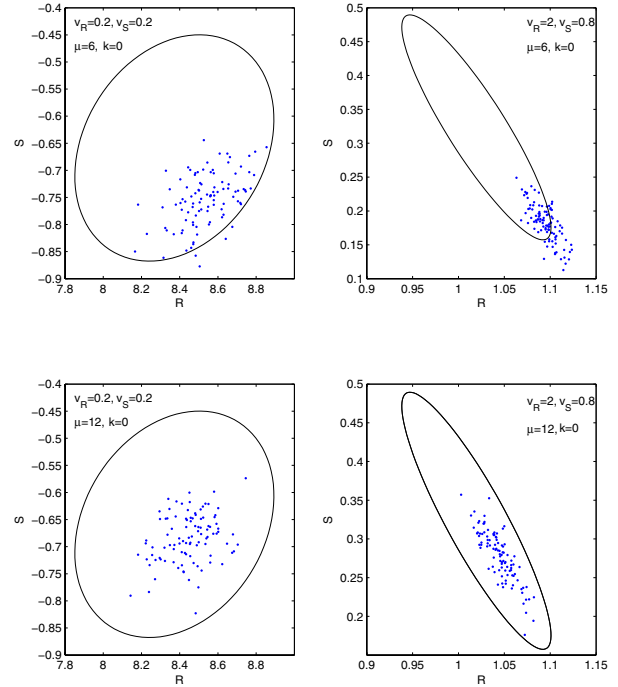 v_R=0.2, v_S=0.2
μ=6, k=0
S
−0.4
−0.45
−0.5
−0.55
−0.6
−0.65
−0.7
−0.75
−0.8
−0.85
−0.9
7.8 8 8.2 8.4 8.6 8.8
R
v_R=2, v_S=0.8
μ=6, k=0
S
0.5
0.45
0.4
0.35
0.3
0.25
0.2
0.15
0.1
0.9 0.95 1 1.05 1.1 1.15
R
v_R=0.2, v_S=0.2
μ=12, k=0
S
−0.4
−0.45
−0.5
−0.55
−0.6
−0.65
−0.7
−0.75
−0.8
−0.85
−0.9
7.8 8 8.2 8.4 8.6 8.8
R
v_R=2, v_S=0.8
μ=12, k=0
S
0.5
0.45
0.4
0.35
0.3
0.25
0.2
0.9 0.95 1 1.05 1.1 1.15
R